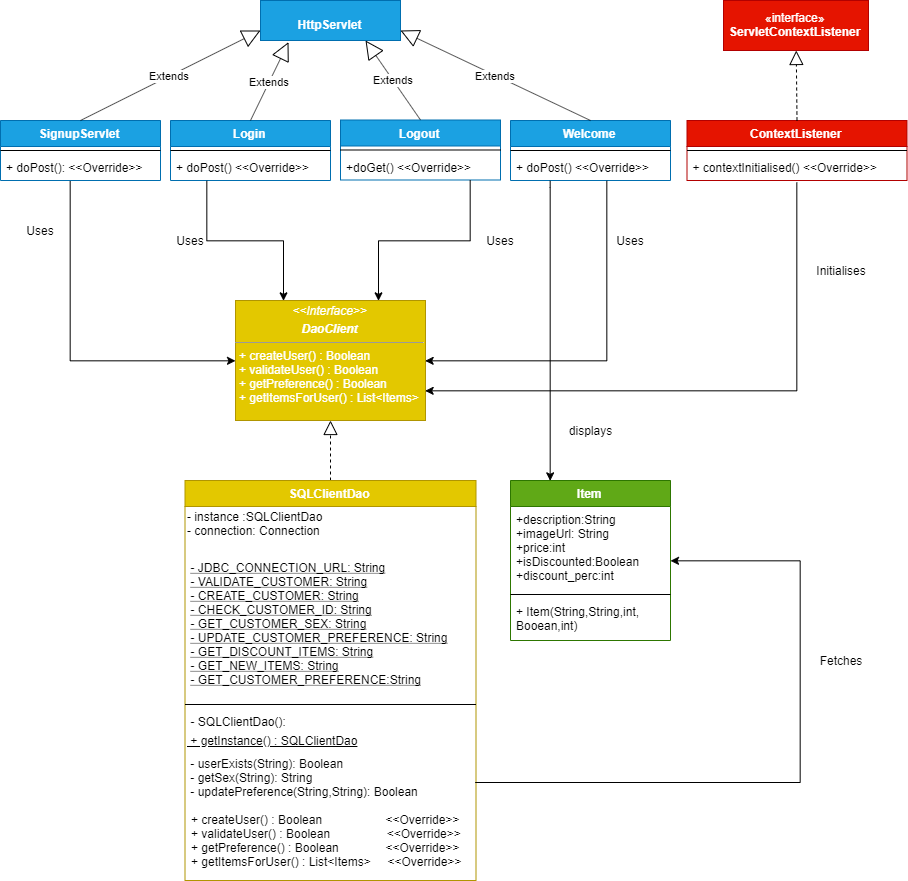 HttpServlet
«interface»
ServletContextListener
Extends
Extends
Extends
Extends
SignupServlet
+ doPost(): <<Override>>
Login
+ doPost() <<Override>>
Logout
+doGet() <<Override>>
Welcome
+ doPost() <<Override>>
ContextListener
+ contextInitialised() <<Override>>
Uses
Uses
Uses
Uses
Initialises
<<Interface>>
DaoClient
+ createUser() : Boolean
+ validateUser() : Boolean
+ getPreference() : Boolean
+ getItemsForUser() : List<Items>
displays
SQLClientDao
- instance :SQLClientDao
- connection: Connection
- JDBC_CONNECTION_URL: String
- VALIDATE_CUSTOMER: String
- CREATE_CUSTOMER: String
- CHECK_CUSTOMER_ID: String
- GET_CUSTOMER_SEX: String
- UPDATE_CUSTOMER_PREFERENCE: String
- GET_DISCOUNT_ITEMS: String
- GET_NEW_ITEMS: String
- GET_CUSTOMER_PREFERENCE:String
- SQLClientDao():
+ getInstance() : SQLClientDao
- userExists(String): Boolean
- getSex(String): String
- updatePreference(String,String): Boolean
+ createUser() : Boolean <<Override>>
+ validateUser() : Boolean <<Override>>
+ getPreference() : Boolean <<Override>>
+ getItemsForUser() : List<Items> <<Override>>
Item
+description:String
+imageUrl: String
+price:int
+isDiscounted:Boolean
+discount_perc:int
+ Item(String,String,int,
Booean,int)
Fetches